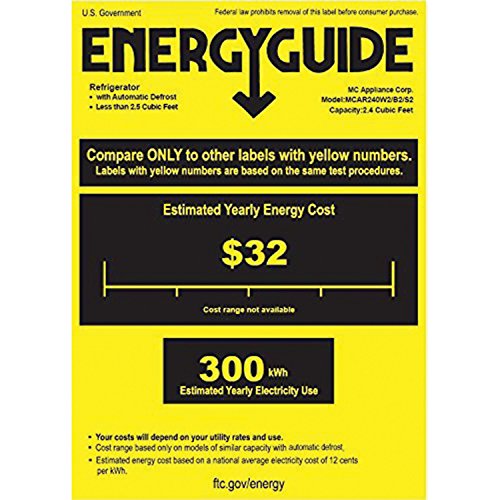 U.S. Government
Federal law prohibits removal of this label before consumer purchase.
ENERGYGUIDE
Refrigerator
• with Automatic Defrost
• Less than 2.5 Cubic Feet
MC Appliance Corp.
Model:MCAR240W2/B2/S2
Capacity:2.4 Cubic Feet
Compare ONLY to other labels with yellow numbers.
Labels with yellow numbers are based on the same test procedures.
Estimated Yearly Energy Cost
$32
Cost range not available
300 kWh
Estimated Yearly Electricity Use
• Your costs will depend on your utility rates and use.
• Cost range based only on models of similar capacity with automatic defrost,
• Estimated energy cost based on a national average electricity cost of 12 cents
per kWh.
ftc.gov/energy